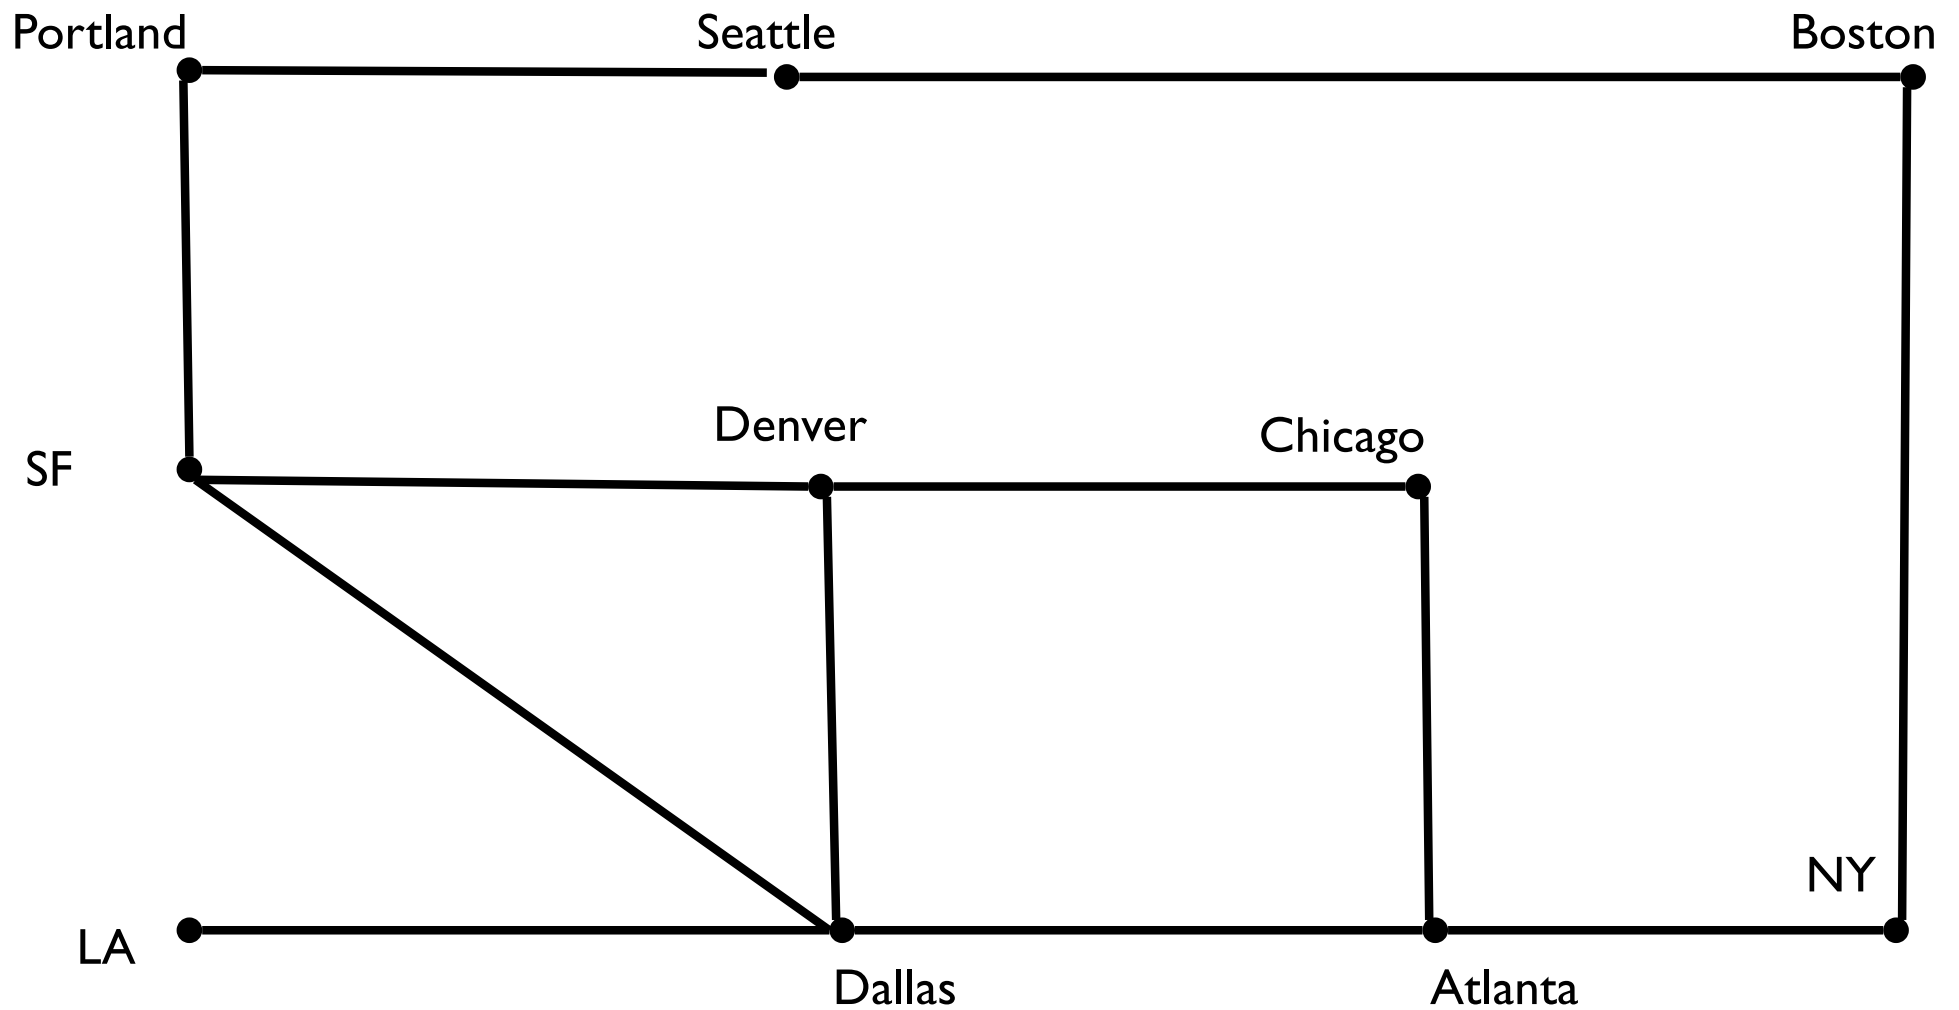 Portland
Seattle
Boston
Denver
Chicago
SF
NY
LA
Dallas
Atlanta